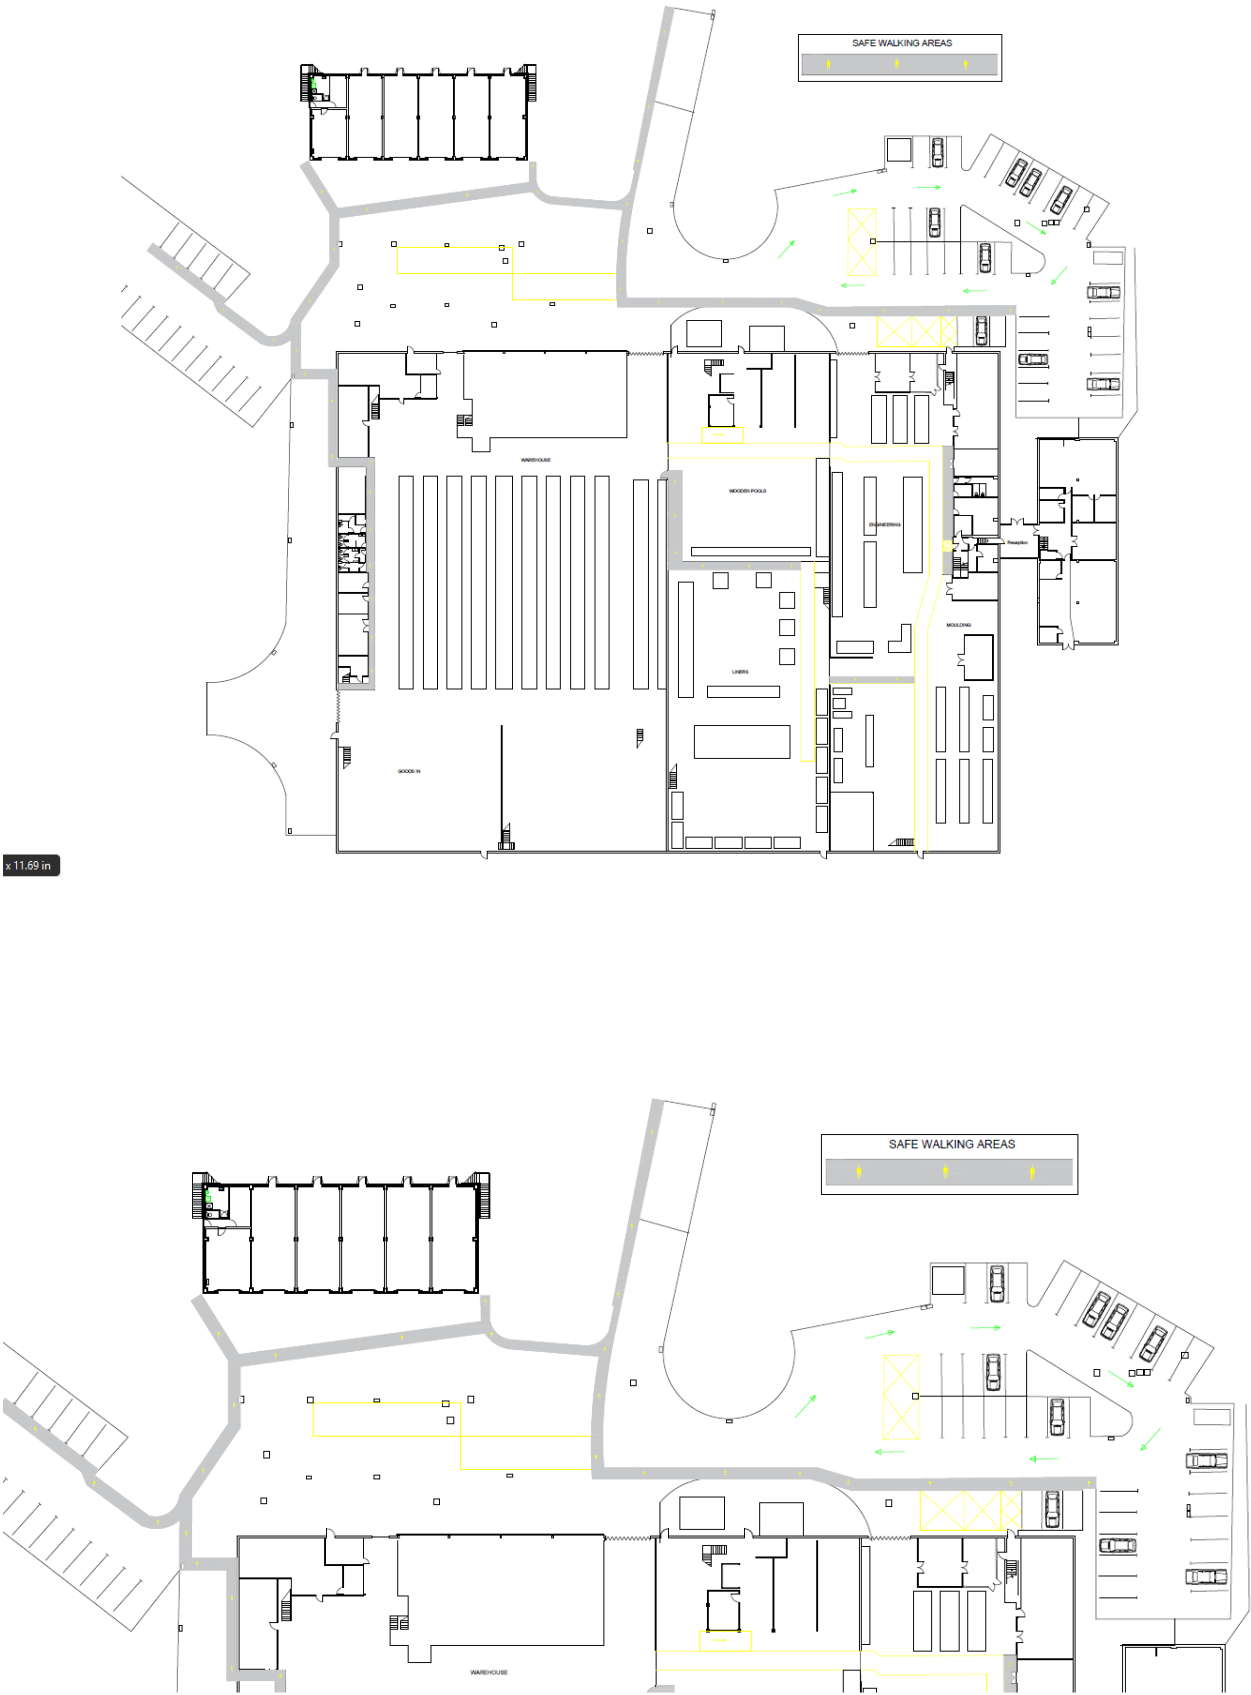 SAFE WALKING AREAS
WAREHOUSE
WOODEN POOLS
ENGINEERING
Reception
MOULDING
LINERS
GOODS IN
x 11.69 in
SAFE WALKING AREAS
WAREHOUSE